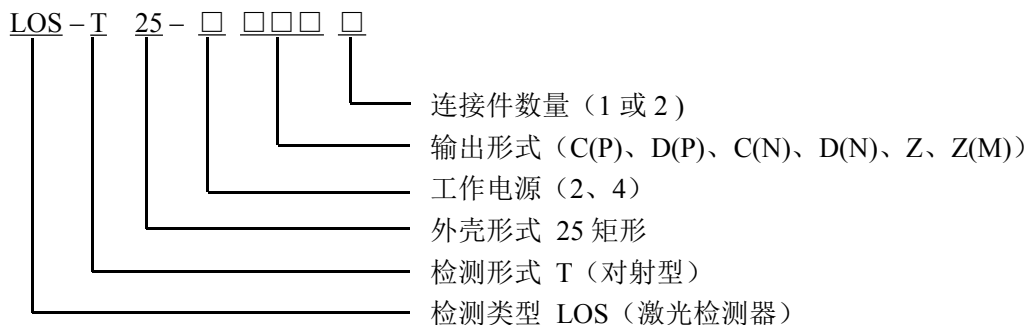 LOS – T 25 – □ □□□ □
连接件数量（1 或 2 )
输出形式（C(P)、D(P)、C(N)、D(N)、Z、Z(M)）
工作电源（2、4）
外壳形式 25 矩形
检测形式 T（对射型）
检测类型 LOS（激光检测器）